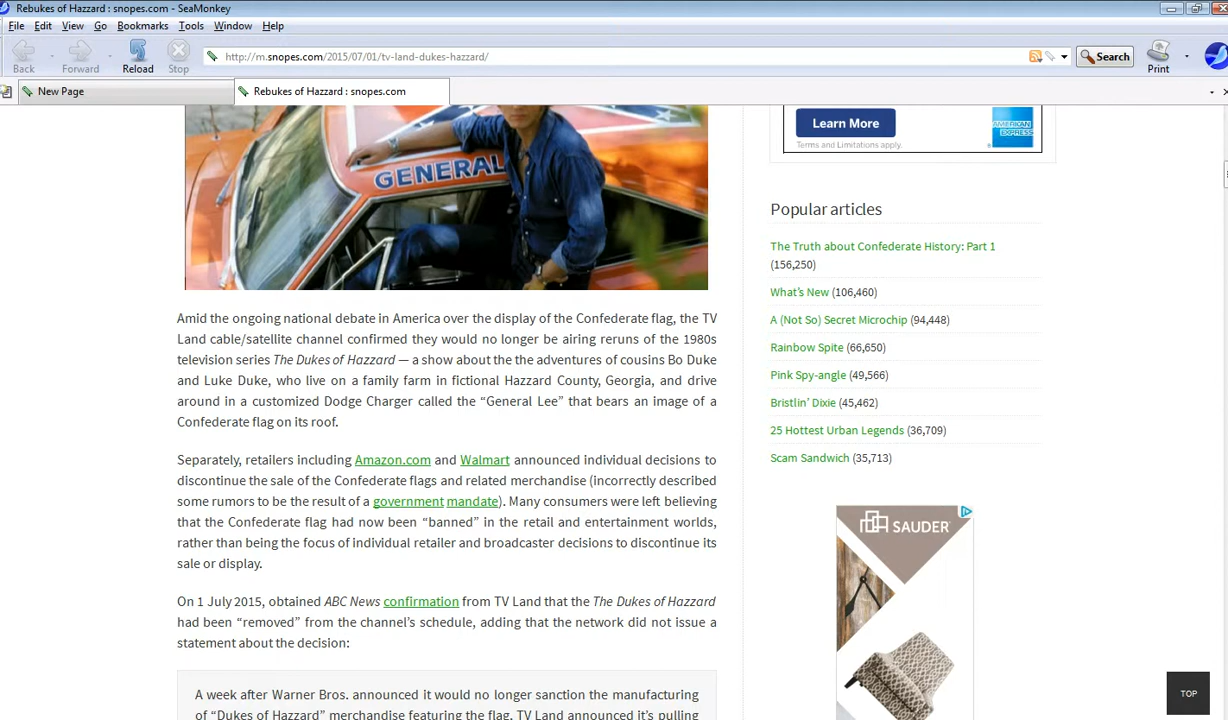 Rebukes of Hazzard : snopes.com - SeaMonkey
File Edit View Go Bookmarks Tools Window Help
Back Forward Reload Stop http://m.snopes.com/2015/07/01/tv-land-dukes-hazzard/ Search Print
New Page Rebukes of Hazzard : snopes.com
GENERAL
Learn More
AMERICAN EXPRESS
Terms and Limitations apply.
Amid the ongoing national debate in America over the display of the Confederate flag, the TV
Land cable/satellite channel confirmed they would no longer be airing reruns of the 1980s
television series The Dukes of Hazzard — a show about the the adventures of cousins Bo Duke
and Luke Duke, who live on a family farm in fictional Hazzard County, Georgia, and drive
around in a customized Dodge Charger called the “General Lee” that bears an image of a
Confederate flag on its roof.
Separately, retailers including Amazon.com and Walmart announced individual decisions to
discontinue the sale of the Confederate flags and related merchandise (incorrectly described
some rumors to be the result of a government mandate). Many consumers were left believing
that the Confederate flag had now been “banned” in the retail and entertainment worlds,
rather than being the focus of individual retailer and broadcaster decisions to discontinue its
sale or display.
On 1 July 2015, obtained ABC News confirmation from TV Land that the The Dukes of Hazzard
had been “removed” from the channel’s schedule, adding that the network did not issue a
statement about the decision:
A week after Warner Bros. announced it would no longer sanction the manufacturing
of “Dukes of Hazzard” merchandise featuring the flag, TV Land announced it’s pulling
Popular articles
The Truth about Confederate History: Part 1
(156,250)
What’s New (106,460)
A (Not So) Secret Microchip (94,448)
Rainbow Spite (66,650)
Pink Spy-angle (49,566)
Bristlin’ Dixie (45,462)
25 Hottest Urban Legends (36,709)
Scam Sandwich (35,713)
SAUDER
TOP